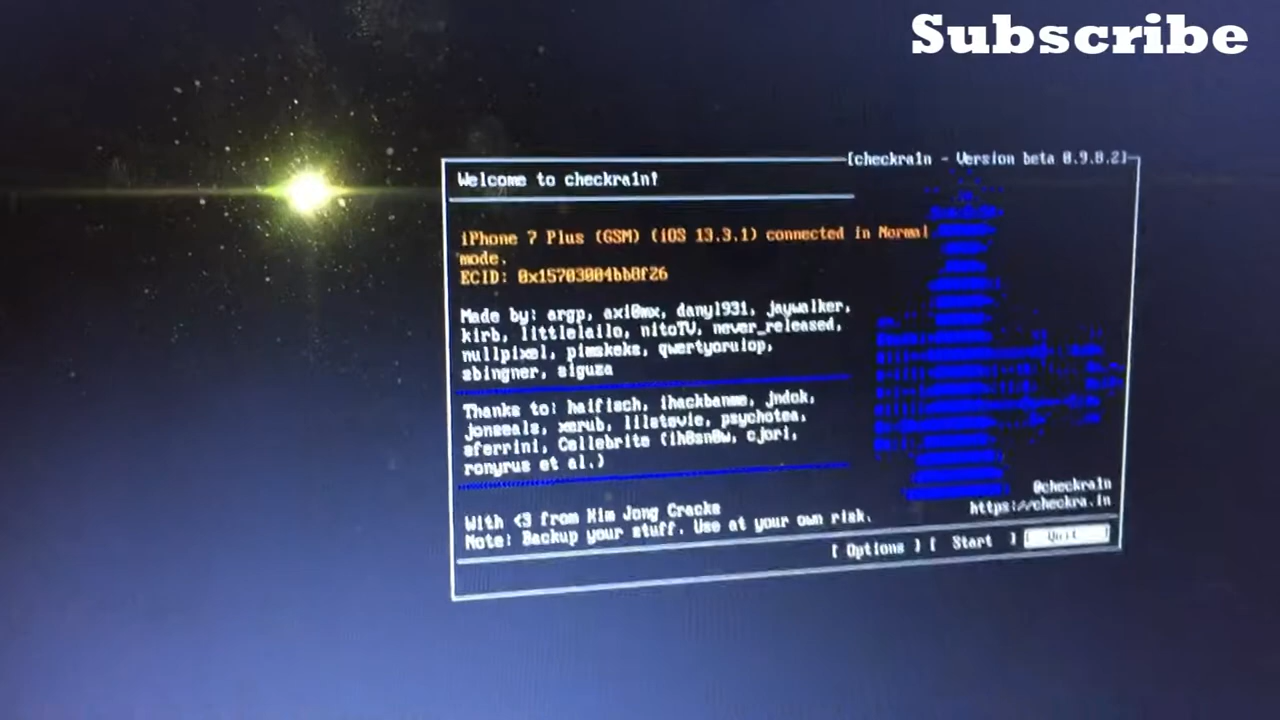 Subscribe
[checkra1n - Version beta 0.9.8.2]
Welcome to checkra1n!
iPhone 7 Plus (GSM) (iOS 13.3.1) connected in Normal
mode.
ECID: 0x15703004bb8f26
Made by: argp, axi0mx, danyl931, jaywalker,
kirb, littlelailo, nitoTV, never_released,
nullpixel, pimskeks, qwertyoruiop,
sbingner, siguza
Thanks to: haifisch, ihackbanme, jndok,
jonseals, xerub, lilstevie, psychotea,
sferrini, Cellebrite (ih8sn0w, cjori,
ronyrus et al.)
@checkra1n
https://checkra.in
With <3 from Kim Jong Cracks
Note: Backup your stuff. Use at your own risk.
[ Options ] [ Start ] [ Quit ]